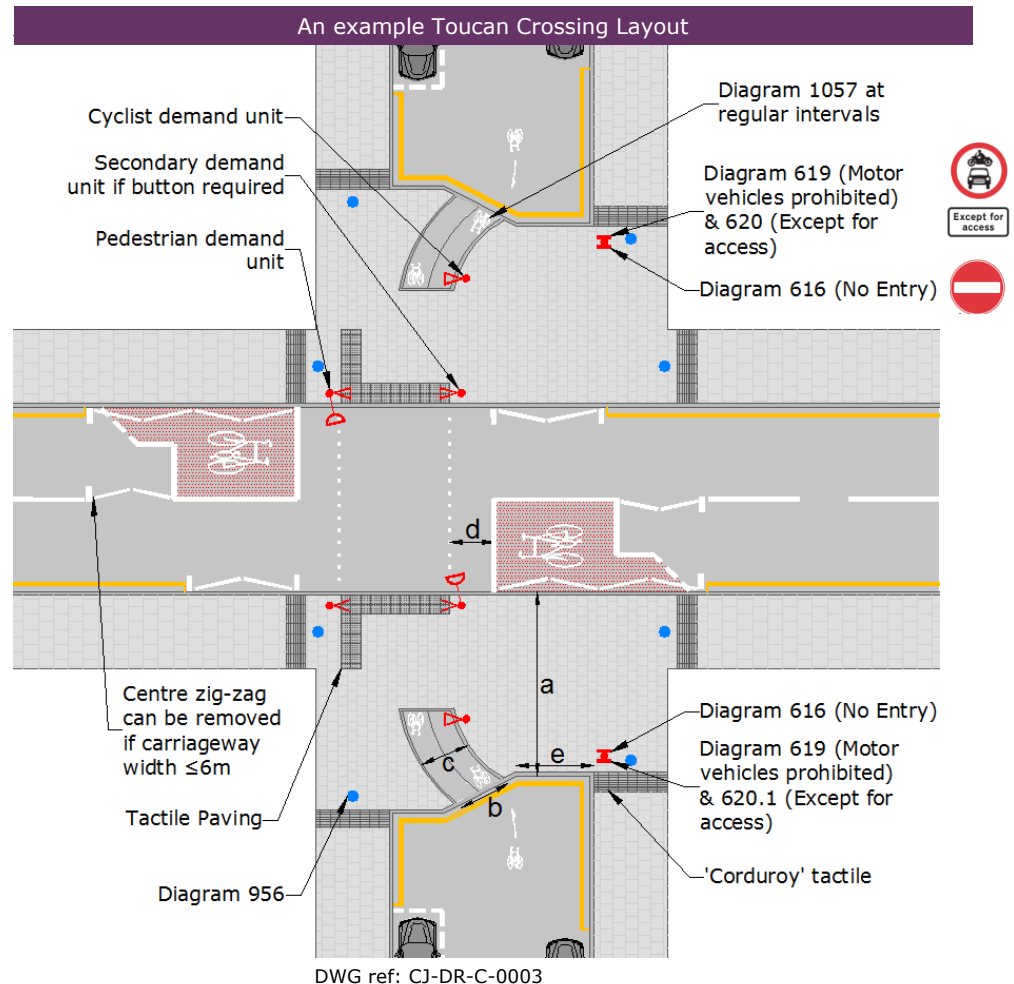 An example Toucan Crossing Layout
Cyclist demand unit
Secondary demand
unit if button required
Pedestrian demand
unit
Diagram 1057 at
regular intervals
Diagram 619 (Motor
vehicles prohibited)
& 620 (Except for
access)
Except for
access
Diagram 616 (No Entry)
d
a
e
c
b
Centre zig-zag
can be removed
if carriageway
width ≤6m
Tactile Paving
Diagram 956
Diagram 616 (No Entry)
Diagram 619 (Motor
vehicles prohibited)
& 620.1 (Except for
access)
'Corduroy' tactile
DWG ref: CJ-DR-C-0003